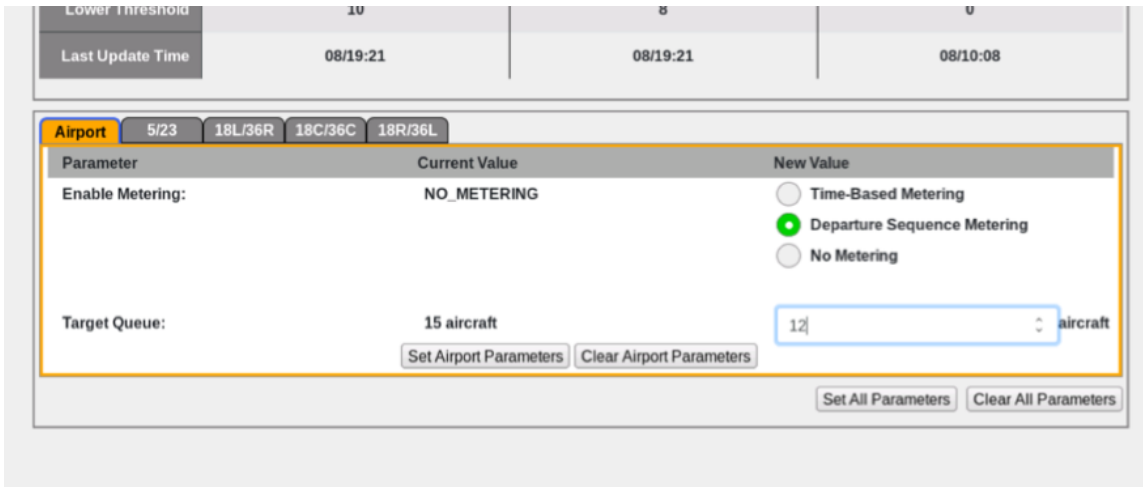 Lower Threshold 10 8 0
Last Update Time 08/19:21 08/19:21 08/10:08
Airport 5/23 18L/36R 18C/36C 18R/36L
Parameter Current Value New Value
Enable Metering: NO_METERING Time-Based Metering
Departure Sequence Metering
No Metering
Target Queue: 15 aircraft 12 aircraft
Set Airport Parameters Clear Airport Parameters
Set All Parameters Clear All Parameters